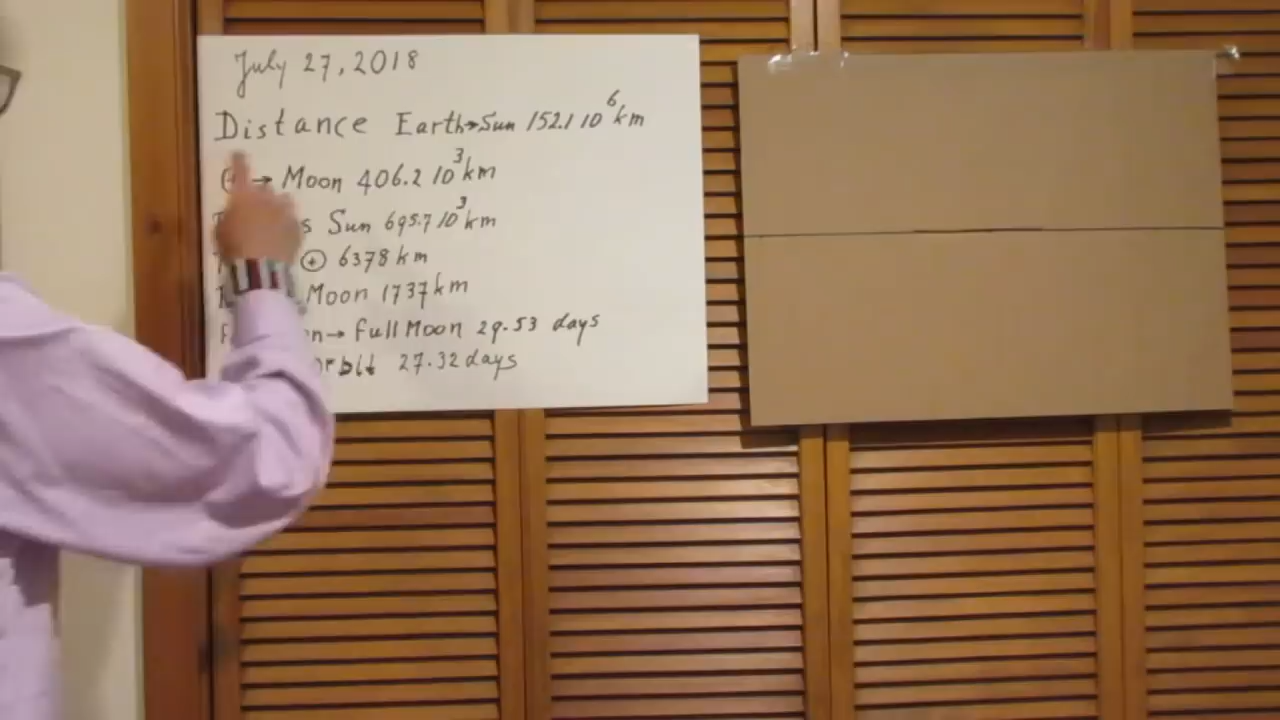 July 27, 2018
Distance Earth→Sun 152.1 10⁶ km
→ Moon 406.2 10³ km
s Sun 695.7 10³ km
⊕ 6378 km
Moon 1737 km
n→ Full Moon 29.53 days
orbit 27.32 days